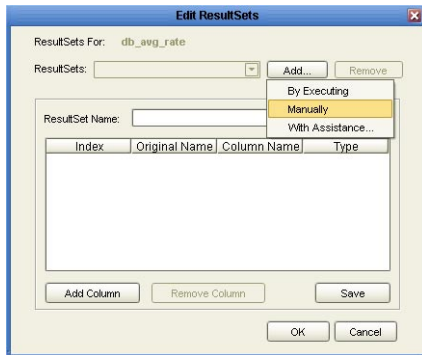 Edit ResultSets
ResultSets For: db_avg_rate
ResultSets: Add... Remove
By Executing
Manually
With Assistance...
ResultSet Name:
Index Original Name Column Name Type
Add Column Remove Column Save
OK Cancel